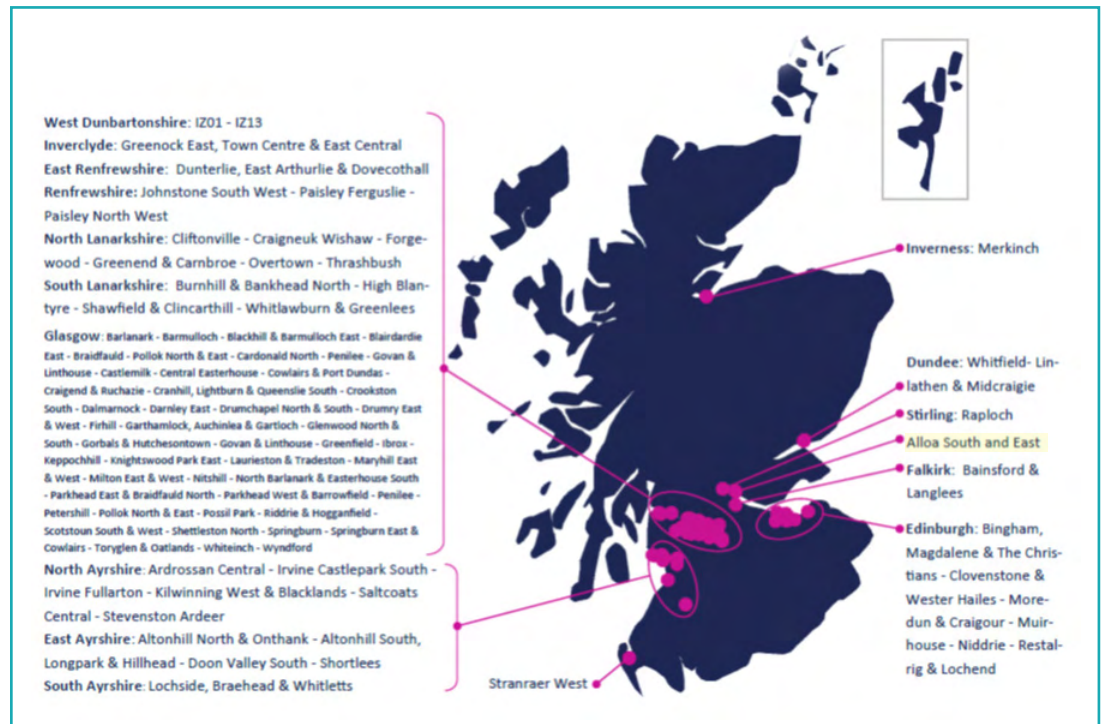 West Dunbartonshire: IZ01 - IZ13
Inverclyde: Greenock East, Town Centre & East Central
East Renfrewshire: Dunterlie, East Arthurlie & Dovecothall
Renfrewshire: Johnstone South West - Paisley Ferguslie -
Paisley North West
North Lanarkshire: Cliftonville - Craigneuk Wishaw - Forge-
wood - Greenend & Carnbroe - Overtown - Thrashbush
South Lanarkshire: Burnhill & Bankhead North - High Blan-
tyre - Shawfield & Clincarthill - Whitlawburn & Greenlees
Glasgow: Barlanark - Barmulloch - Blackhill & Barmulloch East - Blairdardie
East - Braidfauld - Pollok North & East - Cardonald North - Penilee - Govan &
Linthouse - Castlemilk - Central Easterhouse - Cowlairs & Port Dundas -
Craigend & Ruchazie - Cranhill, Lightburn & Queenslie South - Crookston
South - Dalmarnock - Darnley East - Drumchapel North & South - Drumry East
& West - Firhill - Garthamlock, Auchinlea & Gartloch - Glenwood North &
South - Gorbals & Hutchesontown - Govan & Linthouse - Greenfield - Ibrox -
Keppochhill - Knightswood Park East - Laurieston & Tradeston - Maryhill East
& West - Milton East & West - Nitshill - North Barlanark & Easterhouse South
- Parkhead East & Braidfauld North - Parkhead West & Barrowfield - Penilee -
Petershill - Pollok North & East - Possil Park - Riddrie & Hogganfield -
Scotstoun South & West - Shettleston North - Springburn - Springburn East &
Cowlairs - Toryglen & Oatlands - Whiteinch - Wyndford
North Ayrshire: Ardrossan Central - Irvine Castlepark South -
Irvine Fullarton - Kilwinning West & Blacklands - Saltcoats
Central - Stevenston Ardeer
East Ayrshire: Altonhill North & Onthank - Altonhill South,
Longpark & Hillhead - Doon Valley South - Shortlees
South Ayrshire: Lochside, Braehead & Whitletts
Stranraer West
Inverness: Merkinch
Dundee: Whitfield- Lin-
lathen & Midcraigie
Stirling: Raploch
Alloa South and East
Falkirk: Bainsford &
Langlees
Edinburgh: Bingham,
Magdalene & The Chris-
tians - Clovenstone &
Wester Hailes - More-
dun & Craigour - Muir-
house - Niddrie - Restal-
rig & Lochend